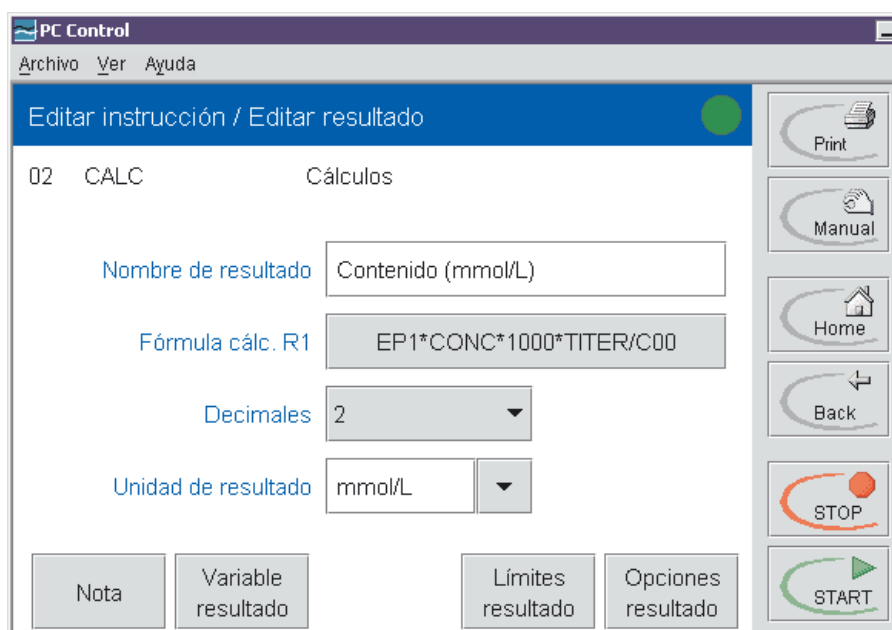 PC Control
Archivo Ver Ayuda
Editar instrucción / Editar resultado
02 CALC Cálculos
Nombre de resultado Contenido (mmol/L)
Fórmula cálc. R1 EP1*CONC*1000*TITER/C00
Decimales 2
Unidad de resultado mmol/L
Nota
Variable
resultado
Límites
resultado
Opciones
resultado
Print
Manual
Home
Back
STOP
START